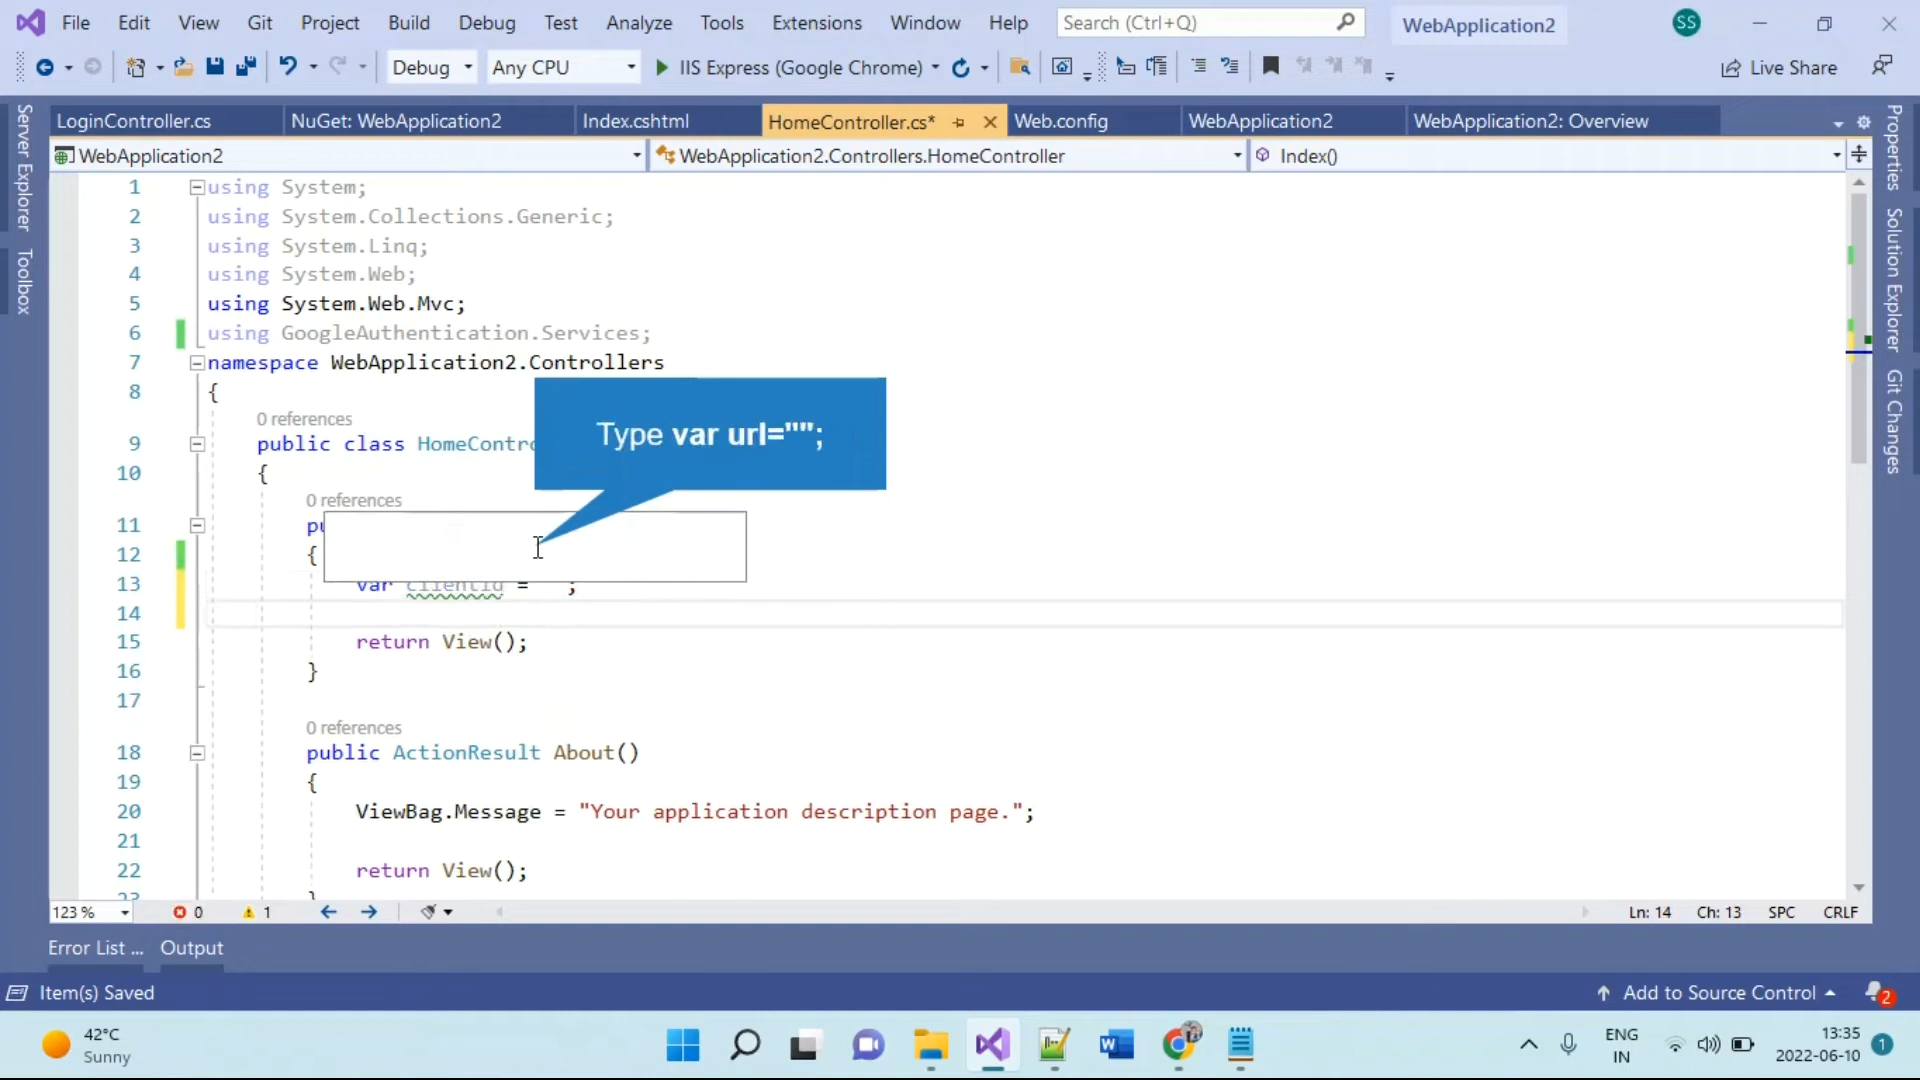 File Edit View Git Project Build Debug Test Analyze Tools Extensions Window Help Search (Ctrl+Q) WebApplication2 SS
Debug Any CPU IIS Express (Google Chrome) Live Share
LoginController.cs NuGet: WebApplication2 Index.cshtml HomeController.cs* Web.config WebApplication2 WebApplication2: Overview
WebApplication2 WebApplication2.Controllers.HomeController Index()
Server Explorer
Toolbox
Properties
Solution Explorer
Git Changes
1 using System;
2 using System.Collections.Generic;
3 using System.Linq;
4 using System.Web;
5 using System.Web.Mvc;
6 using GoogleAuthentication.Services;
7 namespace WebApplication2.Controllers
8 {
0 references
9 public class HomeContro
Type var url="";
10 {
0 references
11 pu
12 {
13 var clientId = ;
14
15 return View();
16 }
17
0 references
18 public ActionResult About()
19 {
20 ViewBag.Message = "Your application description page.";
21
22 return View();
23 }
123 % 0 1 Ln: 14 Ch: 13 SPC CRLF
Error List ... Output
Item(s) Saved Add to Source Control 2
42°C
Sunny
ENG
IN
13:35
2022-06-10
1